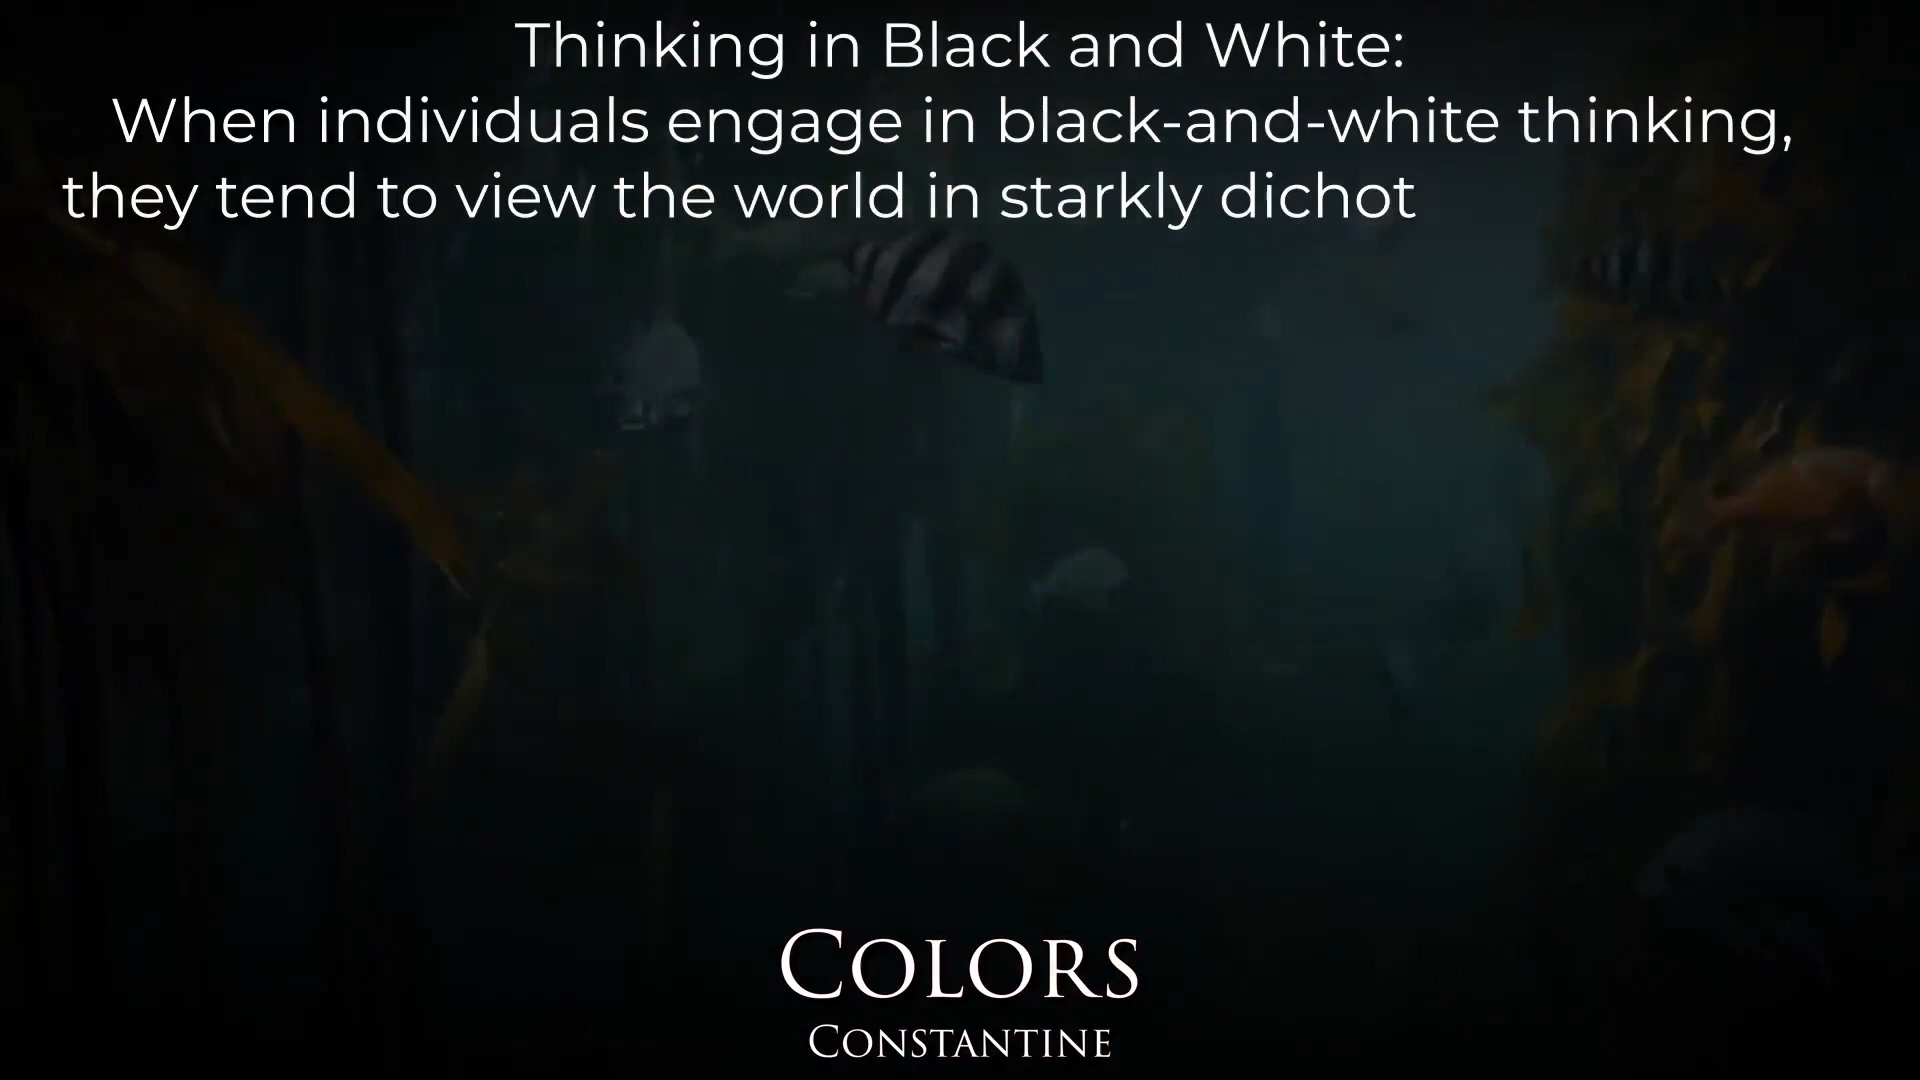 Thinking in Black and White:
When individuals engage in black-and-white thinking,
they tend to view the world in starkly dichot
Colors
Constantine